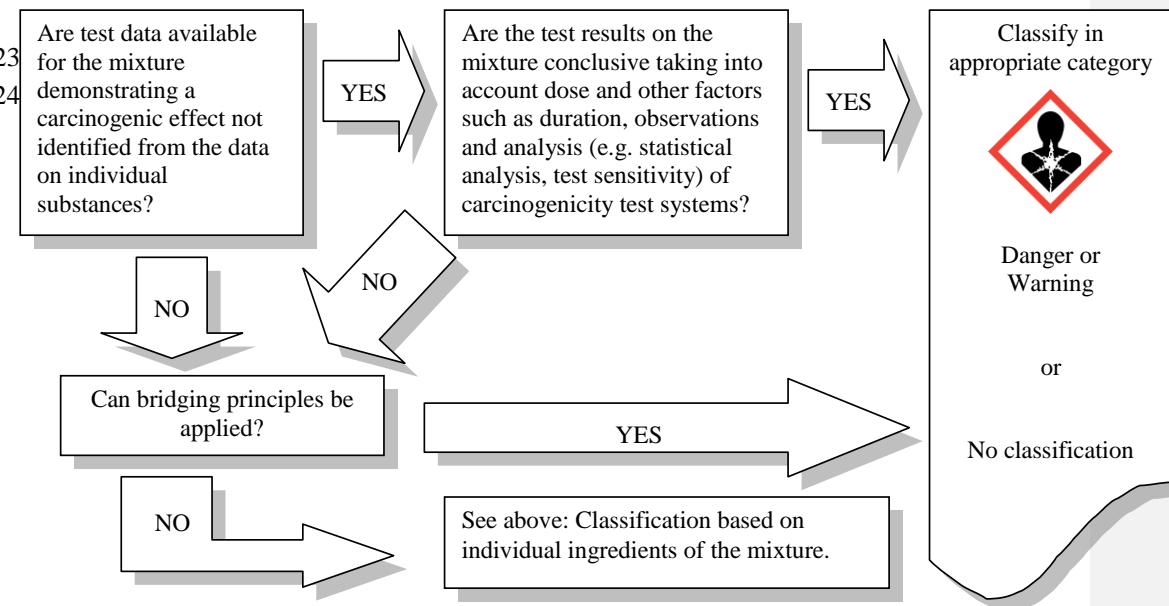 23
24
Are test data available
for the mixture
demonstrating a
carcinogenic effect not
identified from the data
on individual
substances?
YES
Are the test results on the
mixture conclusive taking into
account dose and other factors
such as duration, observations
and analysis (e.g. statistical
analysis, test sensitivity) of
carcinogenicity test systems?
YES
Classify in
appropriate category
Danger or
Warning
or
No classification
NO
NO
Can bridging principles be
applied?
YES
NO
See above: Classification based on
individual ingredients of the mixture.